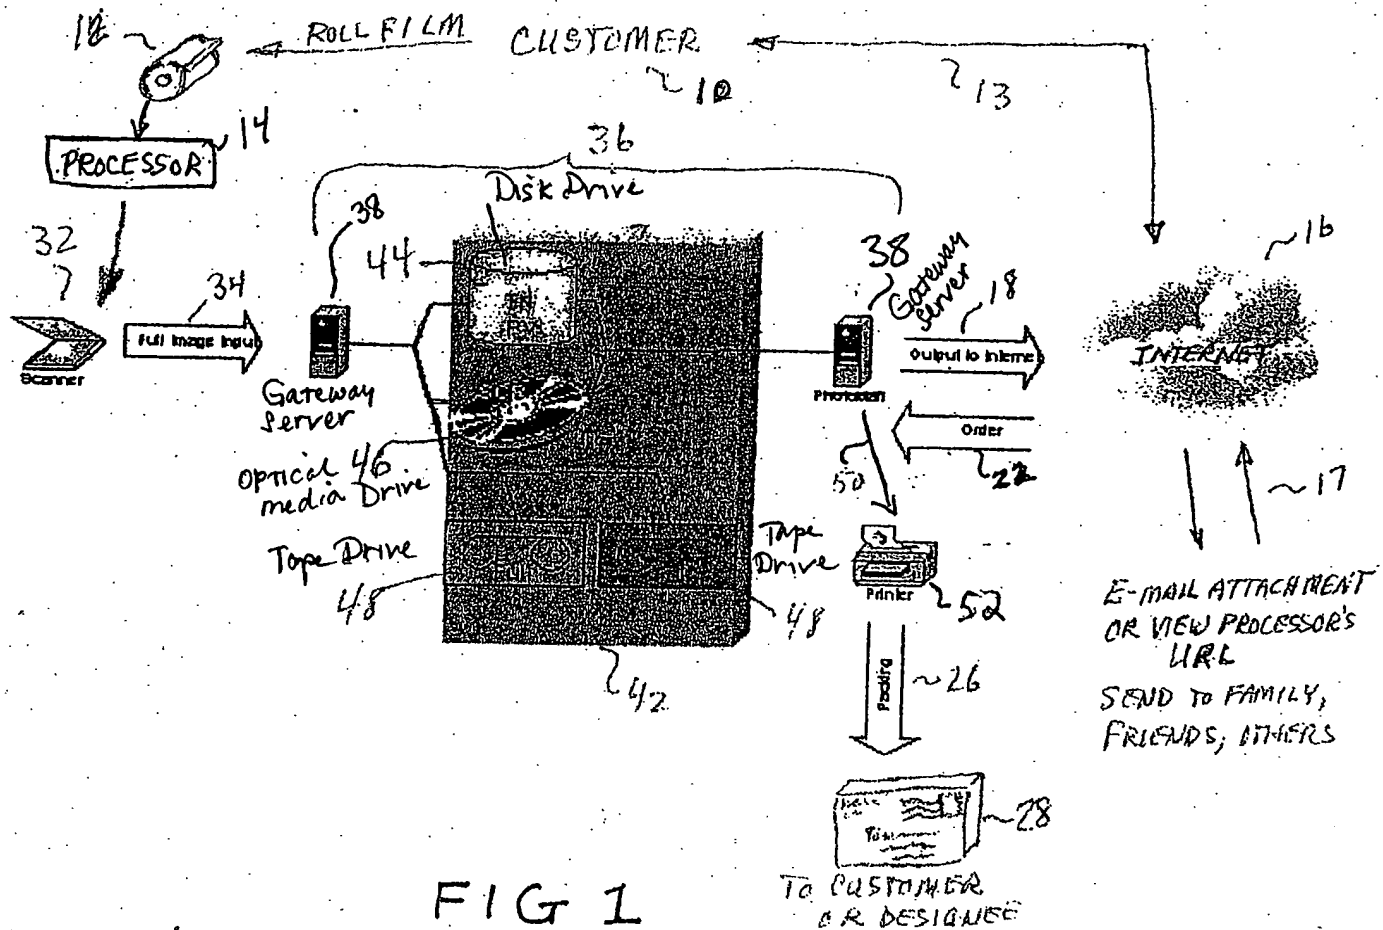 12
ROLL FILM
CUSTOMER
10
13
14
PROCESSOR
36
Disk Drive
32
38
44
38
Gateway
server
18
16
34
Full Image Input
Scanner
Gateway
Server
Output to Interne
INTERNET
Order
22
50
17
Optical 46
media Drive
Tape Drive
48
Tape
Drive
48
Printer
52
E-MAIL ATTACHMENT
OR VIEW PROCESSOR'S
URL
SEND TO FAMILY,
FRIENDS, OTHERS
42
Packing
26
28
TO CUSTOMER
OR DESIGNEE
FIG 1